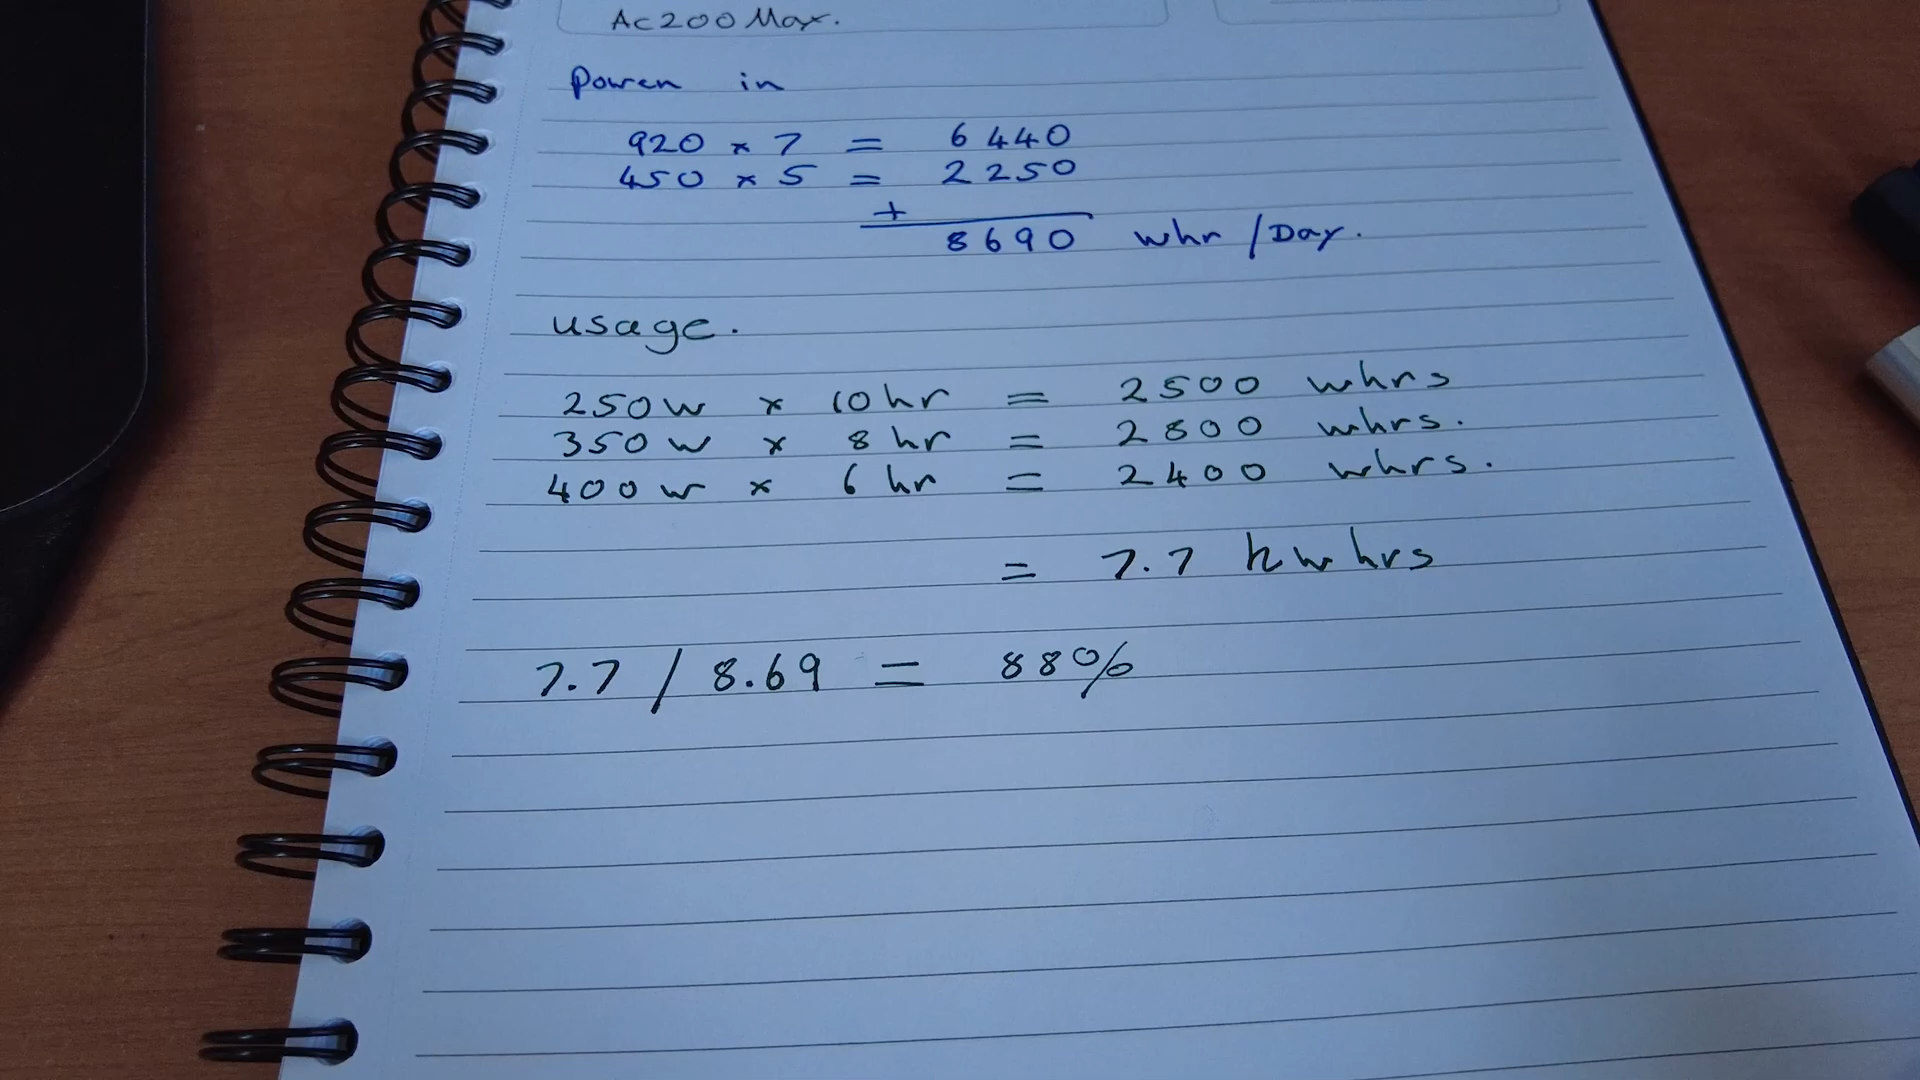 Ac200 Max.
Power in
920 x 7 = 6440
450 x 5 = 2250
+
8690 whr / Day.
usage.
250w x 10hr = 2500 whrs
350w x 8hr = 2800 whrs.
400w x 6hr = 2400 whrs.
= 7.7 kwhrs
7.7 / 8.69 = 88%